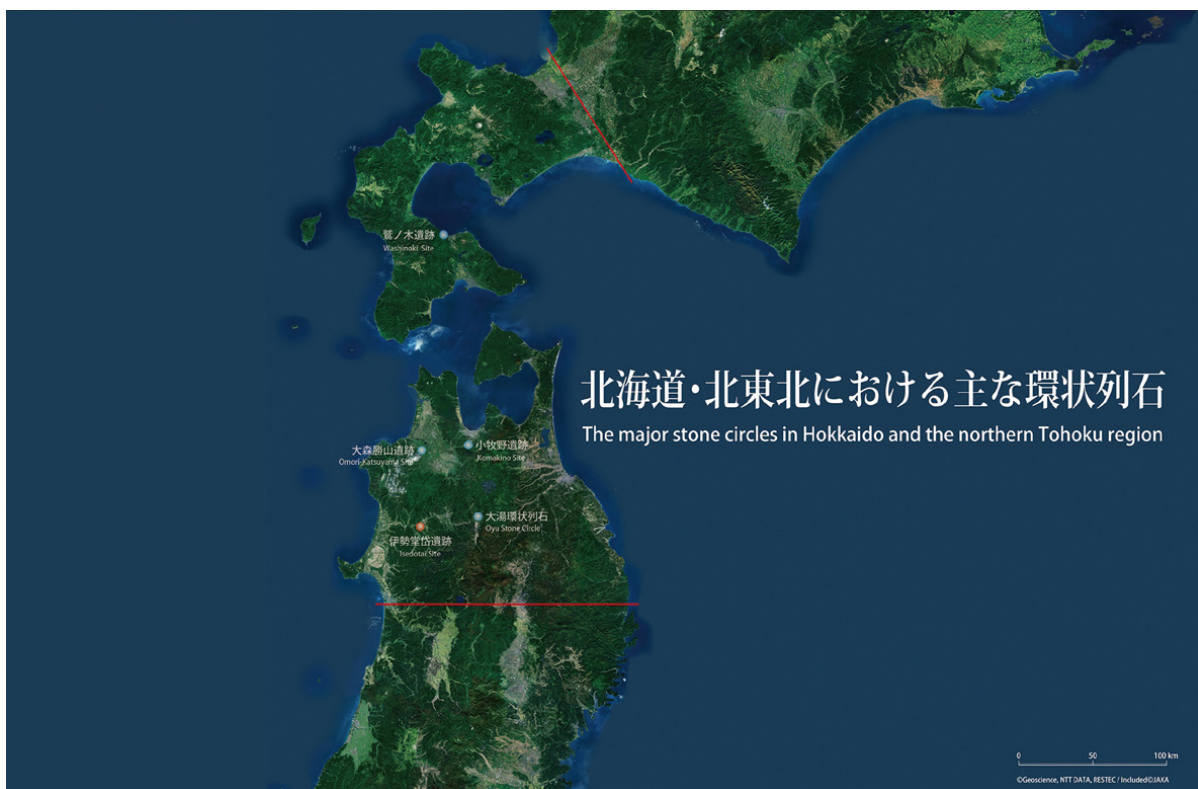 鷲ノ木遺跡
Washinoki Site
北海道・北東北における主な環状列石
The major stone circles in Hokkaido and the northern Tohoku region
大森勝山遺跡
Omori-Katsuyama Site
小牧野遺跡
Komakino Site
大湯環状列石
Oyu Stone Circle
伊勢堂岱遺跡
Isedotai Site
0 50 100 km
©Geoscience, NTT DATA, RESTEC / Included©JAXA